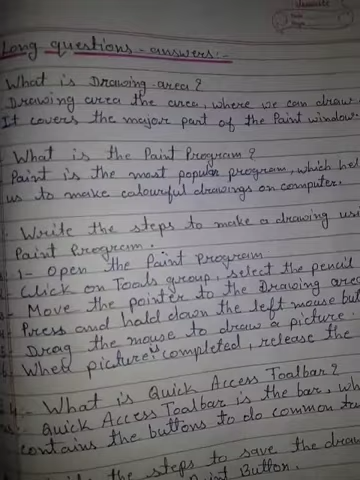 Long questions-answers:-
What is Drawing-area?
Drawing area the area, where we can draw
It covers the major part of the Paint window.
What is the Paint Program?
Paint is the most popular program, which hel
us to make colourful drawings on computer.
Write the steps to make a drawing usi
Paint Program.
1- Open the Paint Program
Click on Tools group, select the pencil
Move the pointer to the Drawing area
Press and hold down the left mouse but
Drag the mouse to draw a picture.
When picture is completed, release the
4- What is Quick Access Toolbar?
Quick Access Toolbar is the bar, wh
contains the buttons to do common
the steps to save the draw
Button.